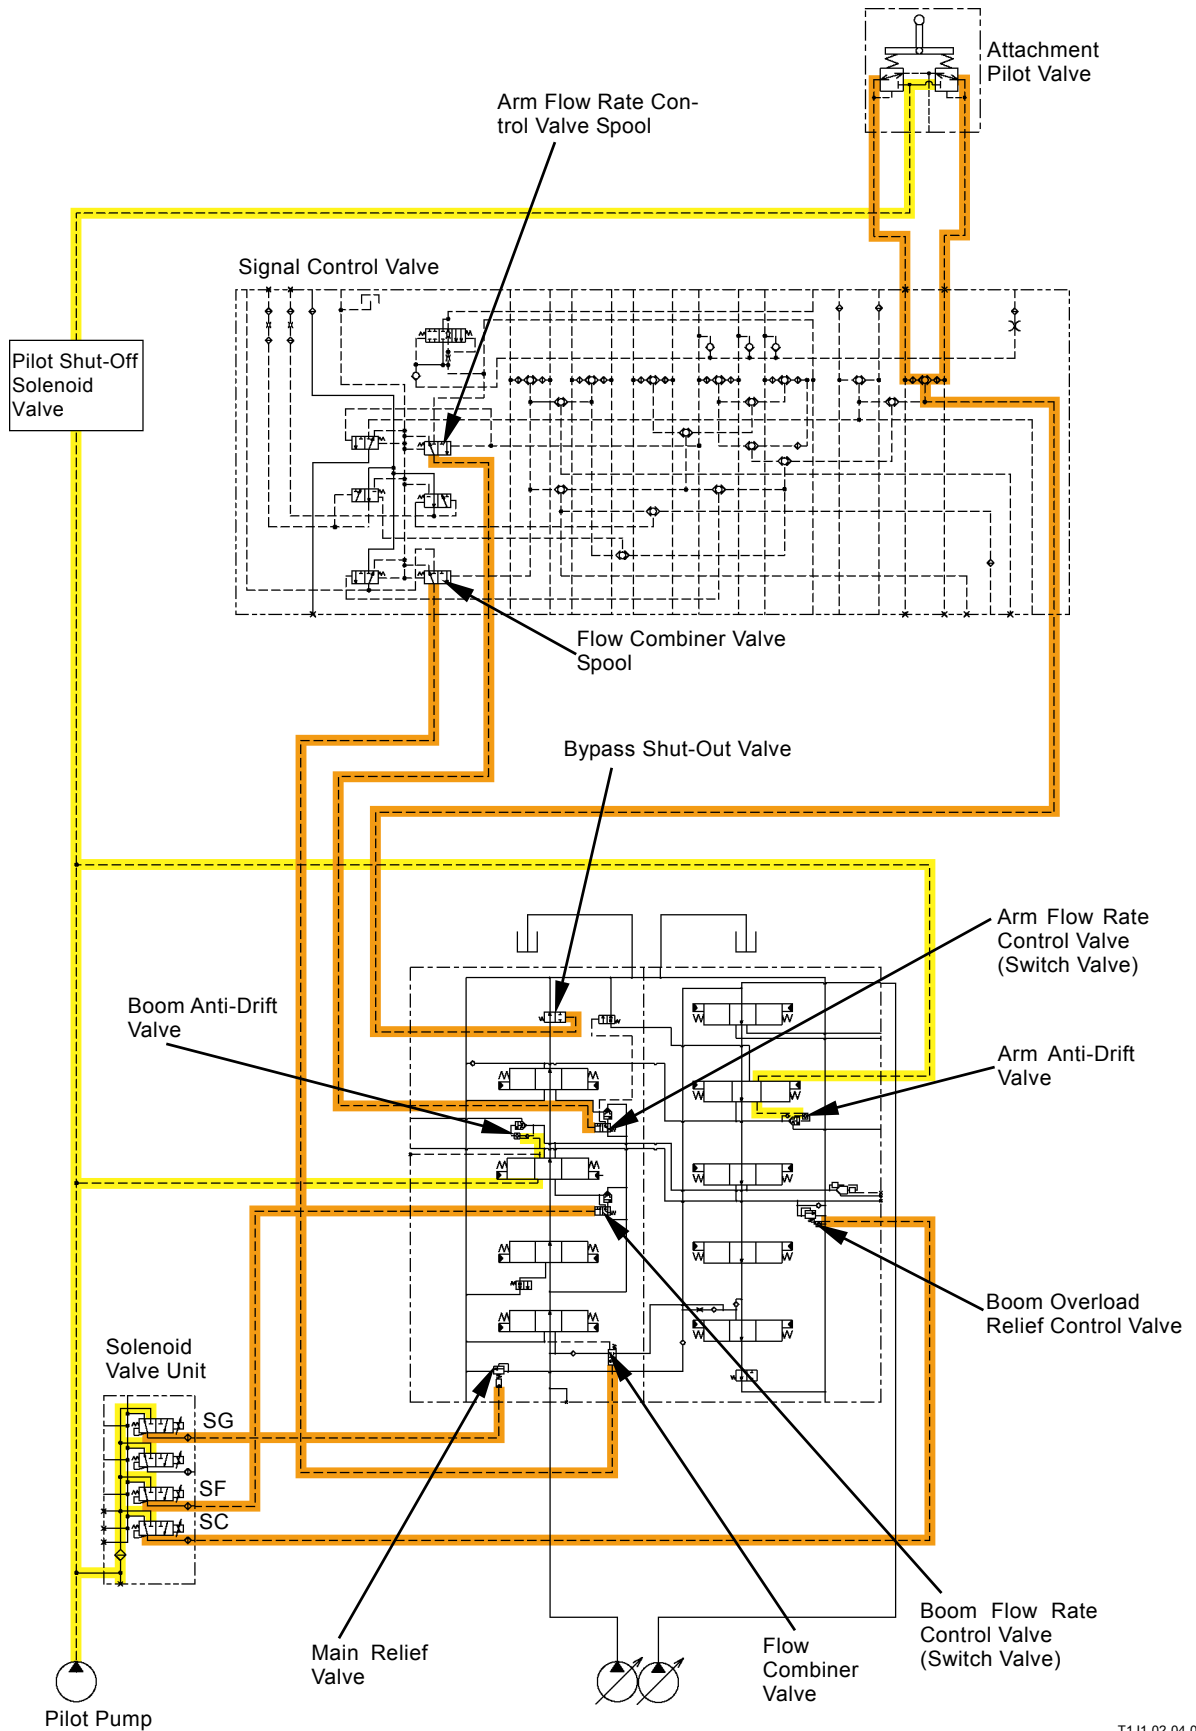 Attachment
Pilot Valve
Arm Flow Rate Con-
trol Valve Spool
Signal Control Valve
Pilot Shut-Off
Solenoid
Valve
Flow Combiner Valve
Spool
Bypass Shut-Out Valve
Arm Flow Rate
Control Valve
(Switch Valve)
Boom Anti-Drift
Valve
Arm Anti-Drift
Valve
Boom Overload
Relief Control Valve
Solenoid
Valve Unit
SG
SF
SC
Boom Flow Rate
Control Valve
(Switch Valve)
Main Relief
Valve
Flow
Combiner
Valve
Pilot Pump